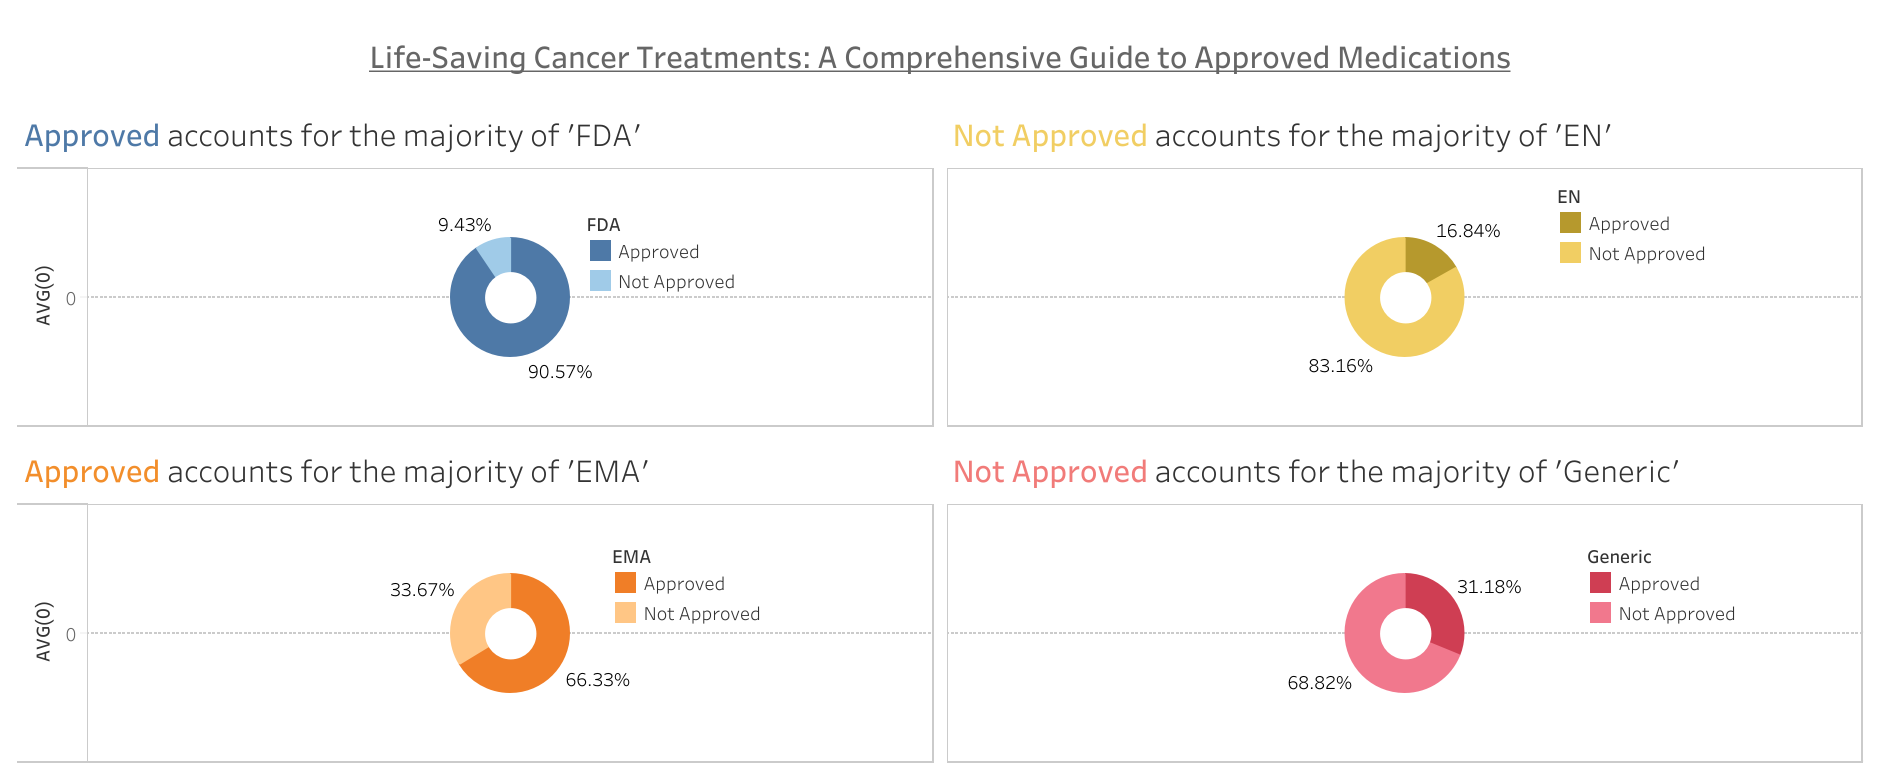 Life-Saving Cancer Treatments: A Comprehensive Guide to Approved Medications
Approved accounts for the majority of 'FDA'
AVG(0)
0
9.43%
90.57%
FDA
Approved
Not Approved
Not Approved accounts for the majority of 'EN'
16.84%
83.16%
EN
Approved
Not Approved
Approved accounts for the majority of 'EMA'
AVG(0)
0
33.67%
66.33%
EMA
Approved
Not Approved
Not Approved accounts for the majority of 'Generic'
31.18%
68.82%
Generic
Approved
Not Approved